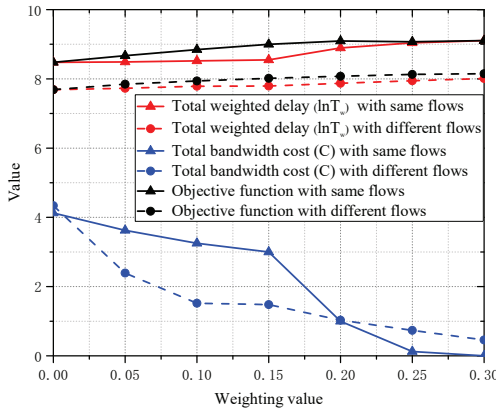 10
8
6
4
2
0
Value
Total weighted delay (lnT_w) with same flows
Total weighted delay (lnT_w) with different flows
Total bandwidth cost (C) with same flows
Total bandwidth cost (C) with different flows
Objective function with same flows
Objective function with different flows
0.00 0.05 0.10 0.15 0.20 0.25 0.30
Weighting value